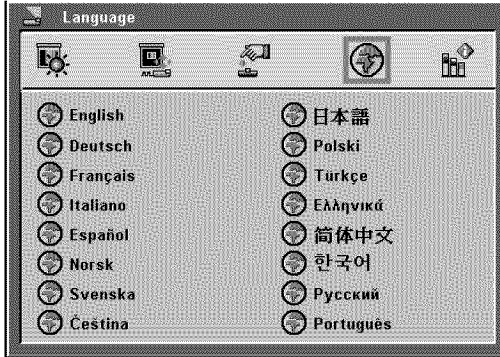 Language
English
Deutsch
Français
Italiano
Español
Norsk
Svenska
Čeština
日本語
Polski
Türkçe
Ελληνικά
简体中文
한국어
Русский
Português